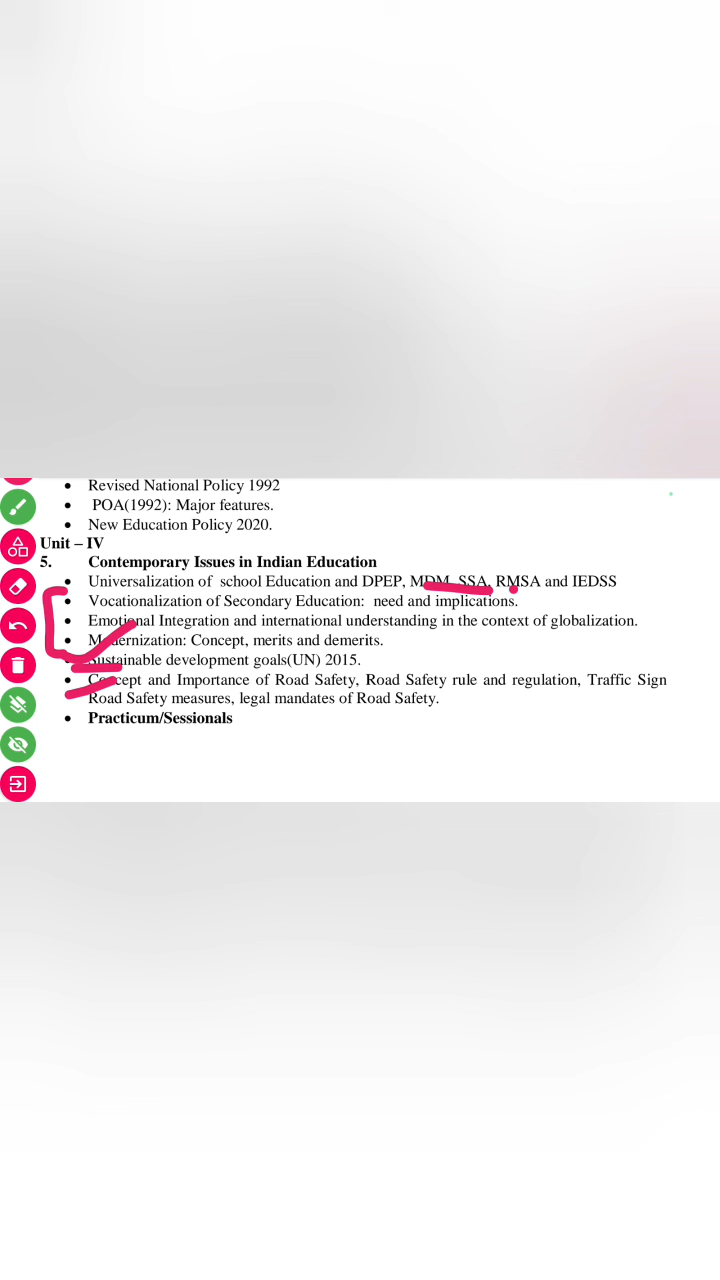 • Revised National Policy 1992
• POA(1992): Major features.
• New Education Policy 2020.
Unit – IV
5. Contemporary Issues in Indian Education
• Universalization of school Education and DPEP, MDM, SSA, RMSA and IEDSS
• Vocationalization of Secondary Education: need and implications.
• Emotional Integration and international understanding in the context of globalization.
• Modernization: Concept, merits and demerits.
• Sustainable development goals(UN) 2015.
• Concept and Importance of Road Safety, Road Safety rule and regulation, Traffic Sign
Road Safety measures, legal mandates of Road Safety.
• Practicum/Sessionals